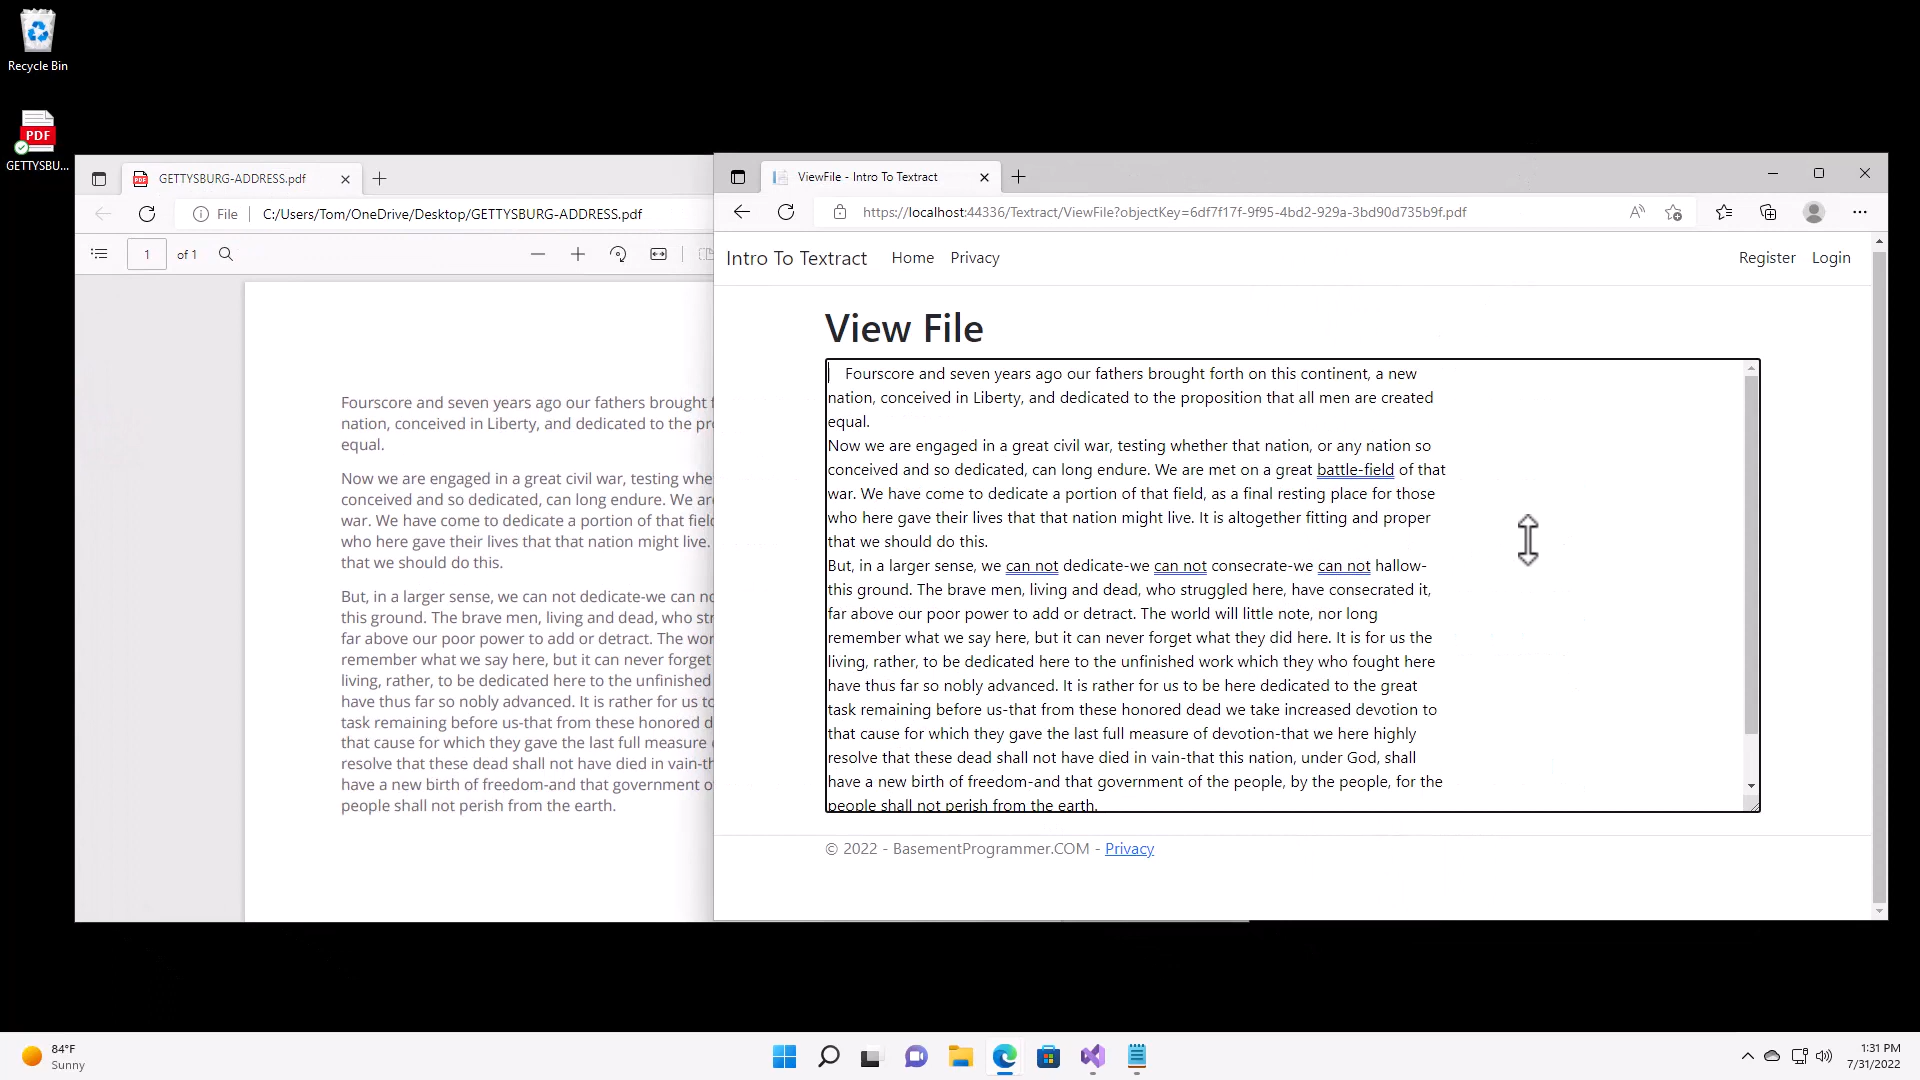 Recycle Bin
GETTYSBU...
GETTYSBURG-ADDRESS.pdf
File C:/Users/Tom/OneDrive/Desktop/GETTYSBURG-ADDRESS.pdf
1 of 1
Fourscore and seven years ago our fathers brought f
nation, conceived in Liberty, and dedicated to the pro
equal.
Now we are engaged in a great civil war, testing whe
conceived and so dedicated, can long endure. We are
war. We have come to dedicate a portion of that field
who here gave their lives that that nation might live.
that we should do this.
But, in a larger sense, we can not dedicate-we can no
this ground. The brave men, living and dead, who str
far above our poor power to add or detract. The wor
remember what we say here, but it can never forget
living, rather, to be dedicated here to the unfinished
have thus far so nobly advanced. It is rather for us to
task remaining before us-that from these honored d
that cause for which they gave the last full measure
resolve that these dead shall not have died in vain-th
have a new birth of freedom-and that government o
people shall not perish from the earth.
ViewFile - Intro To Textract
https://localhost:44336/Textract/ViewFile?objectKey=6df7f17f-9f95-4bd2-929a-3bd90d735b9f.pdf
Intro To Textract Home Privacy Register Login
View File
Fourscore and seven years ago our fathers brought forth on this continent, a new
nation, conceived in Liberty, and dedicated to the proposition that all men are created
equal.
Now we are engaged in a great civil war, testing whether that nation, or any nation so
conceived and so dedicated, can long endure. We are met on a great battle-field of that
war. We have come to dedicate a portion of that field, as a final resting place for those
who here gave their lives that that nation might live. It is altogether fitting and proper
that we should do this.
But, in a larger sense, we can not dedicate-we can not consecrate-we can not hallow-
this ground. The brave men, living and dead, who struggled here, have consecrated it,
far above our poor power to add or detract. The world will little note, nor long
remember what we say here, but it can never forget what they did here. It is for us the
living, rather, to be dedicated here to the unfinished work which they who fought here
have thus far so nobly advanced. It is rather for us to be here dedicated to the great
task remaining before us-that from these honored dead we take increased devotion to
that cause for which they gave the last full measure of devotion-that we here highly
resolve that these dead shall not have died in vain-that this nation, under God, shall
have a new birth of freedom-and that government of the people, by the people, for the
people shall not perish from the earth.
© 2022 - BasementProgrammer.COM - Privacy
84°F
Sunny
1:31 PM
7/31/2022